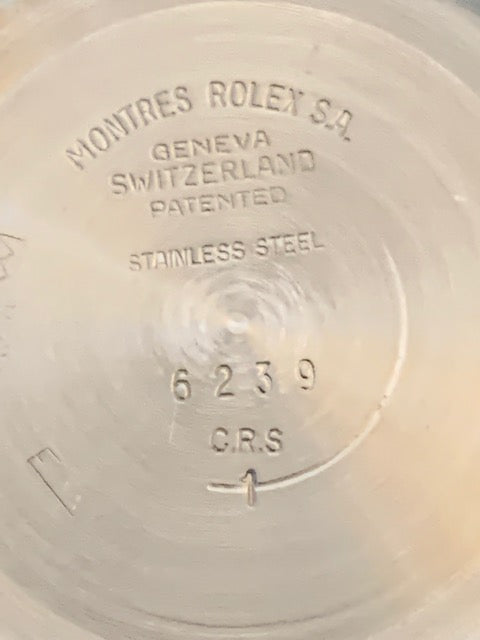 MONTRES ROLEX S.A.
GENEVA
SWITZERLAND
PATENTED
STAINLESS STEEL
6239
C.R.S
1